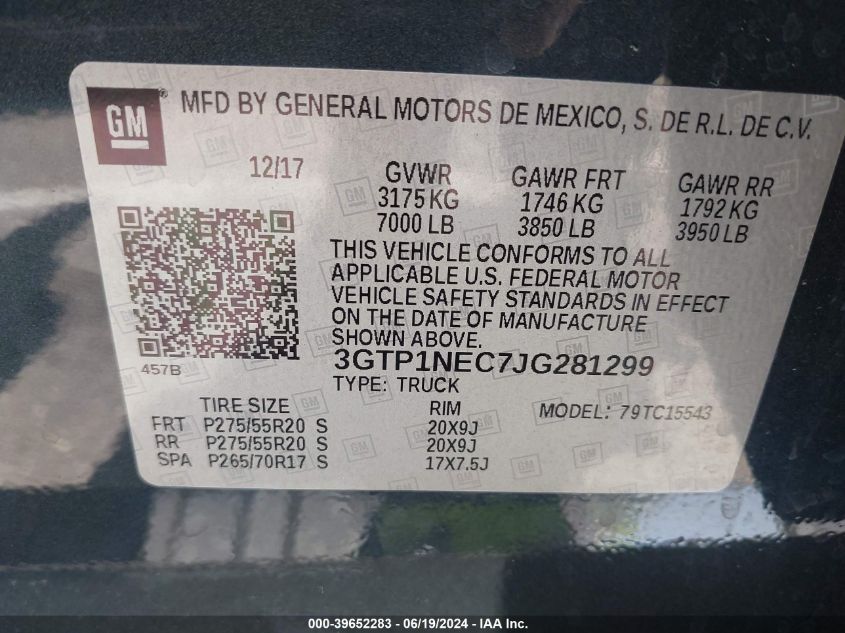 GM ® MFD BY GENERAL MOTORS DE MEXICO, S. DE R.L. DE C.V.
12/17
GVWR GAWR FRT GAWR RR
3175 KG 1746 KG 1792 KG
7000 LB 3850 LB 3950 LB
THIS VEHICLE CONFORMS TO ALL
APPLICABLE U.S. FEDERAL MOTOR
VEHICLE SAFETY STANDARDS IN EFFECT
ON THE DATE OF MANUFACTURE
SHOWN ABOVE.
457B
3GTP1NEC7JG281299
TYPE: TRUCK
TIRE SIZE RIM MODEL: 79TC15543
FRT P275/55R20 S 20X9J
RR P275/55R20 S 20X9J
SPA P265/70R17 S 17X7.5J
000-39652283 - 06/19/2024 - IAA, Inc.